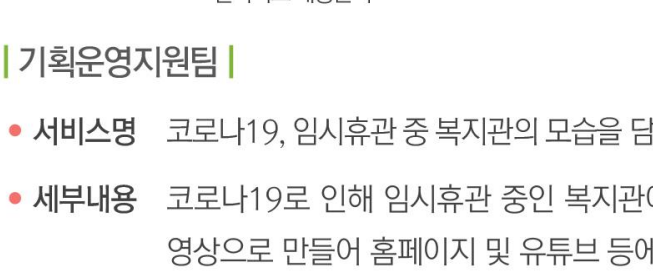 | 기획운영지원팀 |
• 서비스명 코로나19, 임시휴관 중 복지관의 모습을 담
• 세부내용 코로나19로 인해 임시휴관 중인 복지관에
영상으로 만들어 홈페이지 및 유튜브 등에